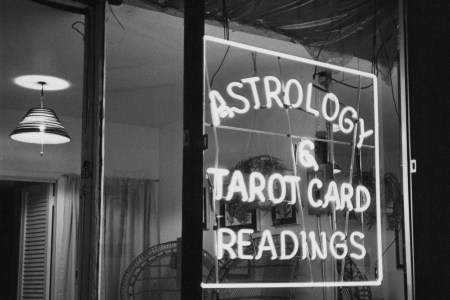 ASTROLOGY
&
TAROT CARD
READINGS